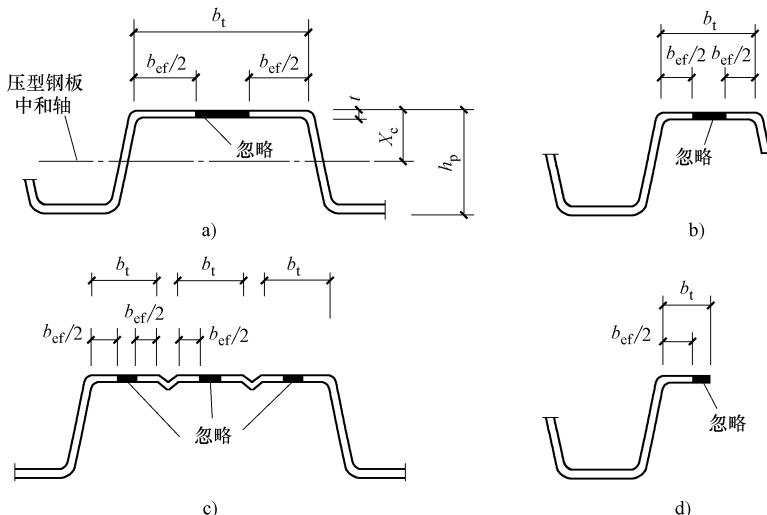 b_t
b_ef/2 b_ef/2
压型钢板
中和轴
忽略
t
X_c
h_p
a)
b_t
b_ef/2 b_ef/2
忽略
b)
b_t b_t b_t
b_ef/2
b_ef/2 b_ef/2
忽略
c)
b_t
b_ef/2
忽略
d)